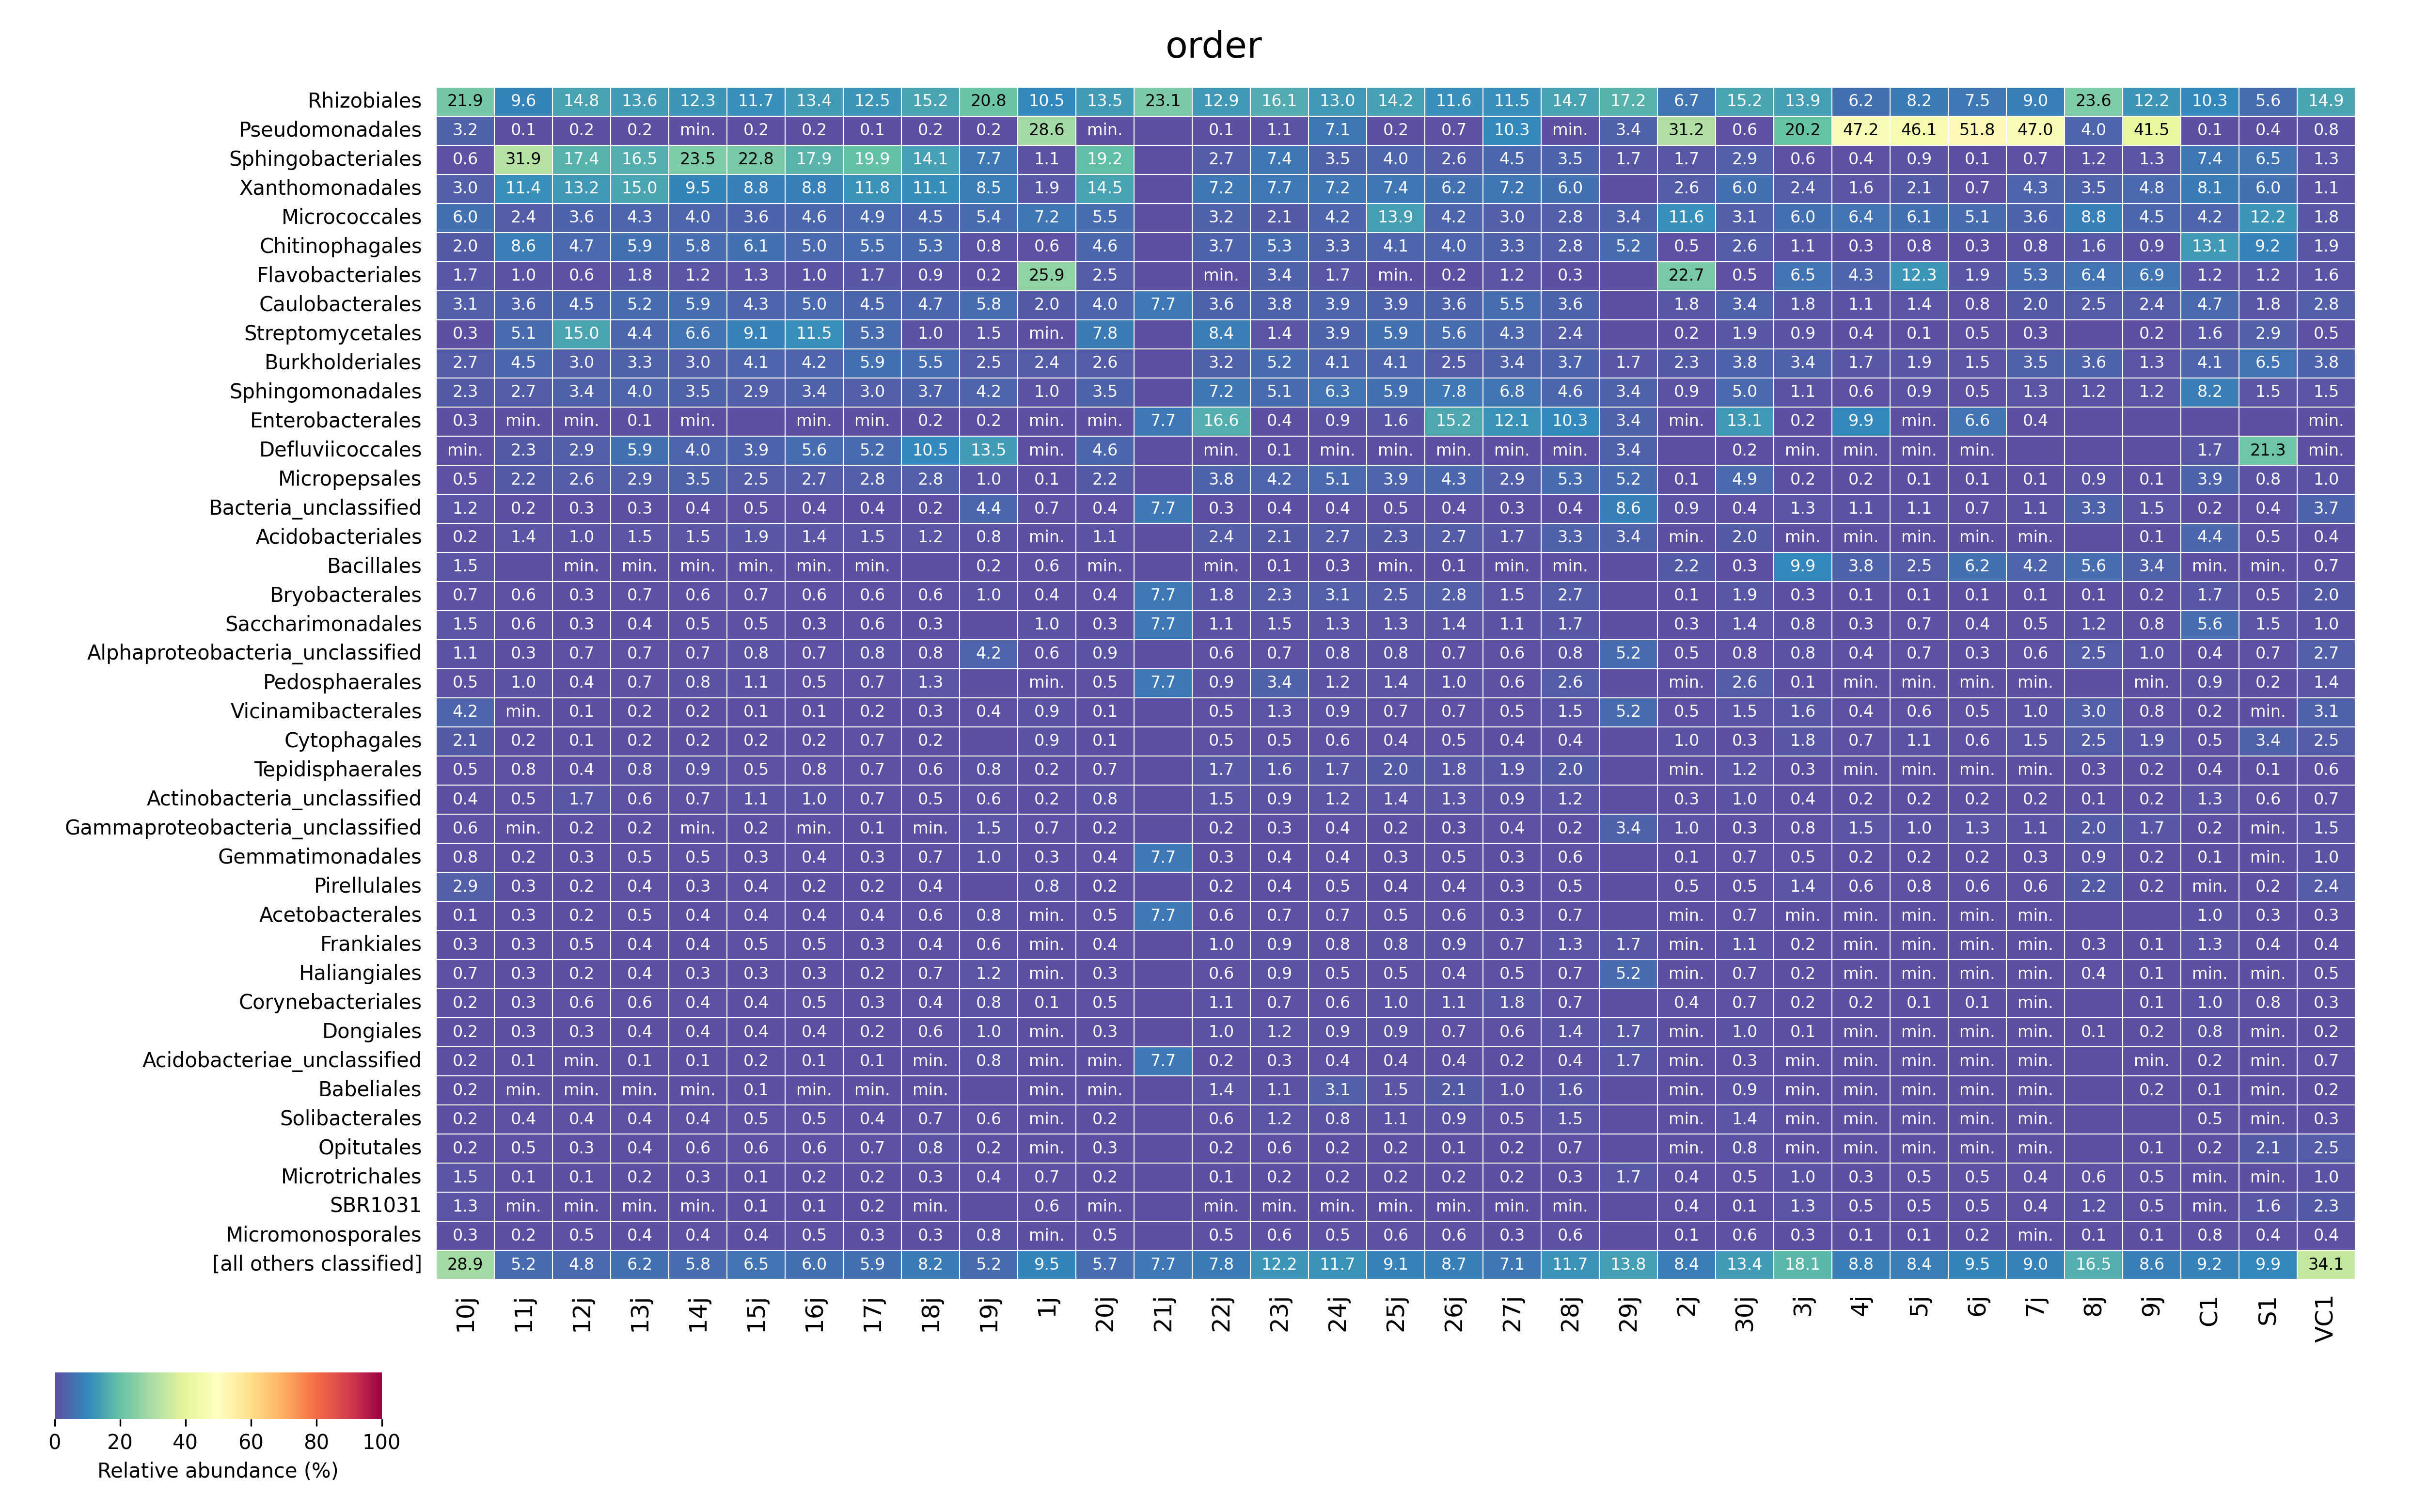 order
Rhizobiales 21.9 9.6 14.8 13.6 12.3 11.7 13.4 12.5 15.2 20.8 10.5 13.5 23.1 12.9 16.1 13.0 14.2 11.6 11.5 14.7 17.2 6.7 15.2 13.9 6.2 8.2 7.5 9.0 23.6 12.2 10.3 5.6 14.9
Pseudomonadales 3.2 0.1 0.2 0.2 min. 0.2 0.2 0.1 0.2 0.2 28.6 min. 0.1 1.1 7.1 0.2 0.7 10.3 min. 3.4 31.2 0.6 20.2 47.2 46.1 51.8 47.0 4.0 41.5 0.1 0.4 0.8
Sphingobacteriales 0.6 31.9 17.4 16.5 23.5 22.8 17.9 19.9 14.1 7.7 1.1 19.2 2.7 7.4 3.5 4.0 2.6 4.5 3.5 1.7 1.7 2.9 0.6 0.4 0.9 0.1 0.7 1.2 1.3 7.4 6.5 1.3
Xanthomonadales 3.0 11.4 13.2 15.0 9.5 8.8 8.8 11.8 11.1 8.5 1.9 14.5 7.2 7.7 7.2 7.4 6.2 7.2 6.0 2.6 6.0 2.4 1.6 2.1 0.7 4.3 3.5 4.8 8.1 6.0 1.1
Micrococcales 6.0 2.4 3.6 4.3 4.0 3.6 4.6 4.9 4.5 5.4 7.2 5.5 3.2 2.1 4.2 13.9 4.2 3.0 2.8 3.4 11.6 3.1 6.0 6.4 6.1 5.1 3.6 8.8 4.5 4.2 12.2 1.8
Chitinophagales 2.0 8.6 4.7 5.9 5.8 6.1 5.0 5.5 5.3 0.8 0.6 4.6 3.7 5.3 3.3 4.1 4.0 3.3 2.8 5.2 0.5 2.6 1.1 0.3 0.8 0.3 0.8 1.6 0.9 13.1 9.2 1.9
Flavobacteriales 1.7 1.0 0.6 1.8 1.2 1.3 1.0 1.7 0.9 0.2 25.9 2.5 min. 3.4 1.7 min. 0.2 1.2 0.3 22.7 0.5 6.5 4.3 12.3 1.9 5.3 6.4 6.9 1.2 1.2 1.6
Caulobacterales 3.1 3.6 4.5 5.2 5.9 4.3 5.0 4.5 4.7 5.8 2.0 4.0 7.7 3.6 3.8 3.9 3.9 3.6 5.5 3.6 1.8 3.4 1.8 1.1 1.4 0.8 2.0 2.5 2.4 4.7 1.8 2.8
Streptomycetales 0.3 5.1 15.0 4.4 6.6 9.1 11.5 5.3 1.0 1.5 min. 7.8 8.4 1.4 3.9 5.9 5.6 4.3 2.4 0.2 1.9 0.9 0.4 0.1 0.5 0.3 0.2 1.6 2.9 0.5
Burkholderiales 2.7 4.5 3.0 3.3 3.0 4.1 4.2 5.9 5.5 2.5 2.4 2.6 3.2 5.2 4.1 4.1 2.5 3.4 3.7 1.7 2.3 3.8 3.4 1.7 1.9 1.5 3.5 3.6 1.3 4.1 6.5 3.8
Sphingomonadales 2.3 2.7 3.4 4.0 3.5 2.9 3.4 3.0 3.7 4.2 1.0 3.5 7.2 5.1 6.3 5.9 7.8 6.8 4.6 3.4 0.9 5.0 1.1 0.6 0.9 0.5 1.3 1.2 1.2 8.2 1.5 1.5
Enterobacterales 0.3 min. min. 0.1 min. min. min. 0.2 0.2 min. min. 7.7 16.6 0.4 0.9 1.6 15.2 12.1 10.3 3.4 min. 13.1 0.2 9.9 min. 6.6 0.4 min.
Defluviicoccales min. 2.3 2.9 5.9 4.0 3.9 5.6 5.2 10.5 13.5 min. 4.6 min. 0.1 min. min. min. min. min. 3.4 0.2 min. min. min. min. 1.7 21.3 min.
Micropepsales 0.5 2.2 2.6 2.9 3.5 2.5 2.7 2.8 2.8 1.0 0.1 2.2 3.8 4.2 5.1 3.9 4.3 2.9 5.3 5.2 0.1 4.9 0.2 0.2 0.1 0.1 0.1 0.9 0.1 3.9 0.8 1.0
Bacteria_unclassified 1.2 0.2 0.3 0.3 0.4 0.5 0.4 0.4 0.2 4.4 0.7 0.4 7.7 0.3 0.4 0.4 0.5 0.4 0.3 0.4 8.6 0.9 0.4 1.3 1.1 1.1 0.7 1.1 3.3 1.5 0.2 0.4 3.7
Acidobacteriales 0.2 1.4 1.0 1.5 1.5 1.9 1.4 1.5 1.2 0.8 min. 1.1 2.4 2.1 2.7 2.3 2.7 1.7 3.3 3.4 min. 2.0 min. min. min. min. min. 0.1 4.4 0.5 0.4
Bacillales 1.5 min. min. min. min. min. min. 0.2 0.6 min. min. 0.1 0.3 min. 0.1 min. min. 2.2 0.3 9.9 3.8 2.5 6.2 4.2 5.6 3.4 min. min. 0.7
Bryobacterales 0.7 0.6 0.3 0.7 0.6 0.7 0.6 0.6 0.6 1.0 0.4 0.4 7.7 1.8 2.3 3.1 2.5 2.8 1.5 2.7 0.1 1.9 0.3 0.1 0.1 0.1 0.1 0.1 0.2 1.7 0.5 2.0
Saccharimonadales 1.5 0.6 0.3 0.4 0.5 0.5 0.3 0.6 0.3 1.0 0.3 7.7 1.1 1.5 1.3 1.3 1.4 1.1 1.7 0.3 1.4 0.8 0.3 0.7 0.4 0.5 1.2 0.8 5.6 1.5 1.0
Alphaproteobacteria_unclassified 1.1 0.3 0.7 0.7 0.7 0.8 0.7 0.8 0.8 4.2 0.6 0.9 0.6 0.7 0.8 0.8 0.7 0.6 0.8 5.2 0.5 0.8 0.8 0.4 0.7 0.3 0.6 2.5 1.0 0.4 0.7 2.7
Pedosphaerales 0.5 1.0 0.4 0.7 0.8 1.1 0.5 0.7 1.3 min. 0.5 7.7 0.9 3.4 1.2 1.4 1.0 0.6 2.6 min. 2.6 0.1 min. min. min. min. min. 0.9 0.2 1.4
Vicinamibacterales 4.2 min. 0.1 0.2 0.2 0.1 0.1 0.2 0.3 0.4 0.9 0.1 0.5 1.3 0.9 0.7 0.7 0.5 1.5 5.2 0.5 1.5 1.6 0.4 0.6 0.5 1.0 3.0 0.8 0.2 min. 3.1
Cytophagales 2.1 0.2 0.1 0.2 0.2 0.2 0.2 0.7 0.2 0.9 0.1 0.5 0.5 0.6 0.4 0.5 0.4 0.4 1.0 0.3 1.8 0.7 1.1 0.6 1.5 2.5 1.9 0.5 3.4 2.5
Tepidisphaerales 0.5 0.8 0.4 0.8 0.9 0.5 0.8 0.7 0.6 0.8 0.2 0.7 1.7 1.6 1.7 2.0 1.8 1.9 2.0 min. 1.2 0.3 min. min. min. min. 0.3 0.2 0.4 0.1 0.6
Actinobacteria_unclassified 0.4 0.5 1.7 0.6 0.7 1.1 1.0 0.7 0.5 0.6 0.2 0.8 1.5 0.9 1.2 1.4 1.3 0.9 1.2 0.3 1.0 0.4 0.2 0.2 0.2 0.2 0.1 0.2 1.3 0.6 0.7
Gammaproteobacteria_unclassified 0.6 min. 0.2 0.2 min. 0.2 min. 0.1 min. 1.5 0.7 0.2 0.2 0.3 0.4 0.2 0.3 0.4 0.2 3.4 1.0 0.3 0.8 1.5 1.0 1.3 1.1 2.0 1.7 0.2 min. 1.5
Gemmatimonadales 0.8 0.2 0.3 0.5 0.5 0.3 0.4 0.3 0.7 1.0 0.3 0.4 7.7 0.3 0.4 0.4 0.3 0.5 0.3 0.6 0.1 0.7 0.5 0.2 0.2 0.2 0.3 0.9 0.2 0.1 min. 1.0
Pirellulales 2.9 0.3 0.2 0.4 0.3 0.4 0.2 0.2 0.4 0.8 0.2 0.2 0.4 0.5 0.4 0.4 0.3 0.5 0.5 0.5 1.4 0.6 0.8 0.6 0.6 2.2 0.2 min. 0.2 2.4
Acetobacterales 0.1 0.3 0.2 0.5 0.4 0.4 0.4 0.4 0.6 0.8 min. 0.5 7.7 0.6 0.7 0.7 0.5 0.6 0.3 0.7 min. 0.7 min. min. min. min. min. 1.0 0.3 0.3
Frankiales 0.3 0.3 0.5 0.4 0.4 0.5 0.5 0.3 0.4 0.6 min. 0.4 1.0 0.9 0.8 0.8 0.9 0.7 1.3 1.7 min. 1.1 0.2 min. min. min. min. 0.3 0.1 1.3 0.4 0.4
Haliangiales 0.7 0.3 0.2 0.4 0.3 0.3 0.3 0.2 0.7 1.2 min. 0.3 0.6 0.9 0.5 0.5 0.4 0.5 0.7 5.2 min. 0.7 0.2 min. min. min. min. 0.4 0.1 min. min. 0.5
Corynebacteriales 0.2 0.3 0.6 0.6 0.4 0.4 0.5 0.3 0.4 0.8 0.1 0.5 1.1 0.7 0.6 1.0 1.1 1.8 0.7 0.4 0.7 0.2 0.2 0.1 0.1 min. 0.1 1.0 0.8 0.3
Dongiales 0.2 0.3 0.3 0.4 0.4 0.4 0.4 0.2 0.6 1.0 min. 0.3 1.0 1.2 0.9 0.9 0.7 0.6 1.4 1.7 min. 1.0 0.1 min. min. min. min. 0.1 0.2 0.8 min. 0.2
Acidobacteriae_unclassified 0.2 0.1 min. 0.1 0.1 0.2 0.1 0.1 min. 0.8 min. min. 7.7 0.2 0.3 0.4 0.4 0.4 0.2 0.4 1.7 min. 0.3 min. min. min. min. min. min. 0.2 min. 0.7
Babeliales 0.2 min. min. min. min. 0.1 min. min. min. min. min. 1.4 1.1 3.1 1.5 2.1 1.0 1.6 min. 0.9 min. min. min. min. min. 0.2 0.1 min. 0.2
Solibacterales 0.2 0.4 0.4 0.4 0.4 0.5 0.5 0.4 0.7 0.6 min. 0.2 0.6 1.2 0.8 1.1 0.9 0.5 1.5 min. 1.4 min. min. min. min. min. 0.5 min. 0.3
Opitutales 0.2 0.5 0.3 0.4 0.6 0.6 0.6 0.7 0.8 0.2 min. 0.3 0.2 0.6 0.2 0.2 0.1 0.2 0.7 min. 0.8 min. min. min. min. min. 0.1 0.2 2.1 2.5
Microtrichales 1.5 0.1 0.1 0.2 0.3 0.1 0.2 0.2 0.3 0.4 0.7 0.2 0.1 0.2 0.2 0.2 0.2 0.2 0.3 1.7 0.4 0.5 1.0 0.3 0.5 0.5 0.4 0.6 0.5 min. min. 1.0
SBR1031 1.3 min. min. min. min. 0.1 0.1 0.2 min. 0.6 min. min. min. min. min. min. min. min. 0.4 0.1 1.3 0.5 0.5 0.5 0.4 1.2 0.5 min. 1.6 2.3
Micromonosporales 0.3 0.2 0.5 0.4 0.4 0.4 0.5 0.3 0.3 0.8 min. 0.5 0.5 0.6 0.5 0.6 0.6 0.3 0.6 0.1 0.6 0.3 0.1 0.1 0.2 min. 0.1 0.1 0.8 0.4 0.4
[all others classified] 28.9 5.2 4.8 6.2 5.8 6.5 6.0 5.9 8.2 5.2 9.5 5.7 7.7 7.8 12.2 11.7 9.1 8.7 7.1 11.7 13.8 8.4 13.4 18.1 8.8 8.4 9.5 9.0 16.5 8.6 9.2 9.9 34.1
10j 11j 12j 13j 14j 15j 16j 17j 18j 19j 1j 20j 21j 22j 23j 24j 25j 26j 27j 28j 29j 2j 30j 3j 4j 5j 6j 7j 8j 9j C1 S1 VC1
0 20 40 60 80 100
Relative abundance (%)